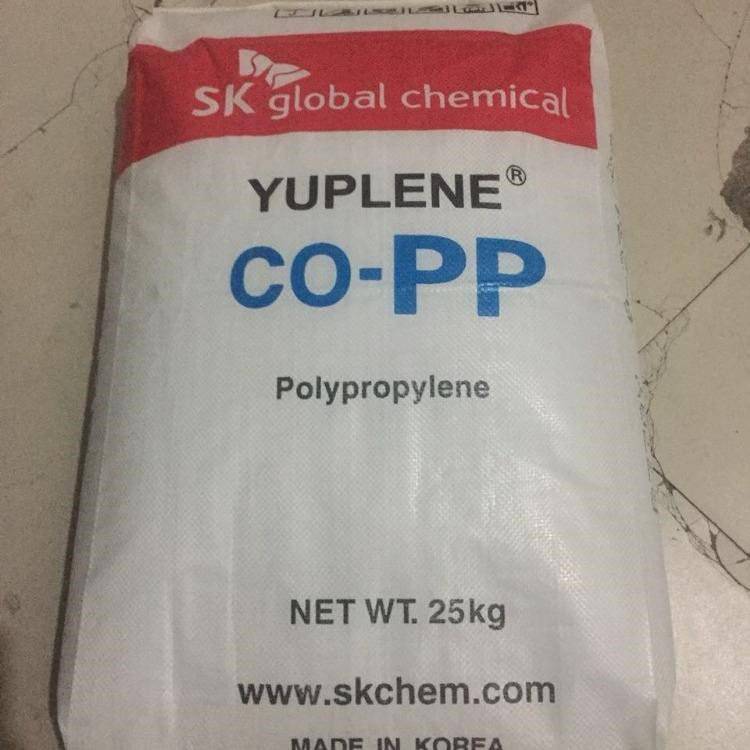 SK global chemical
YUPLENE®
CO-PP
Polypropylene
NET WT. 25kg
www.skchem.com
MADE IN KOREA